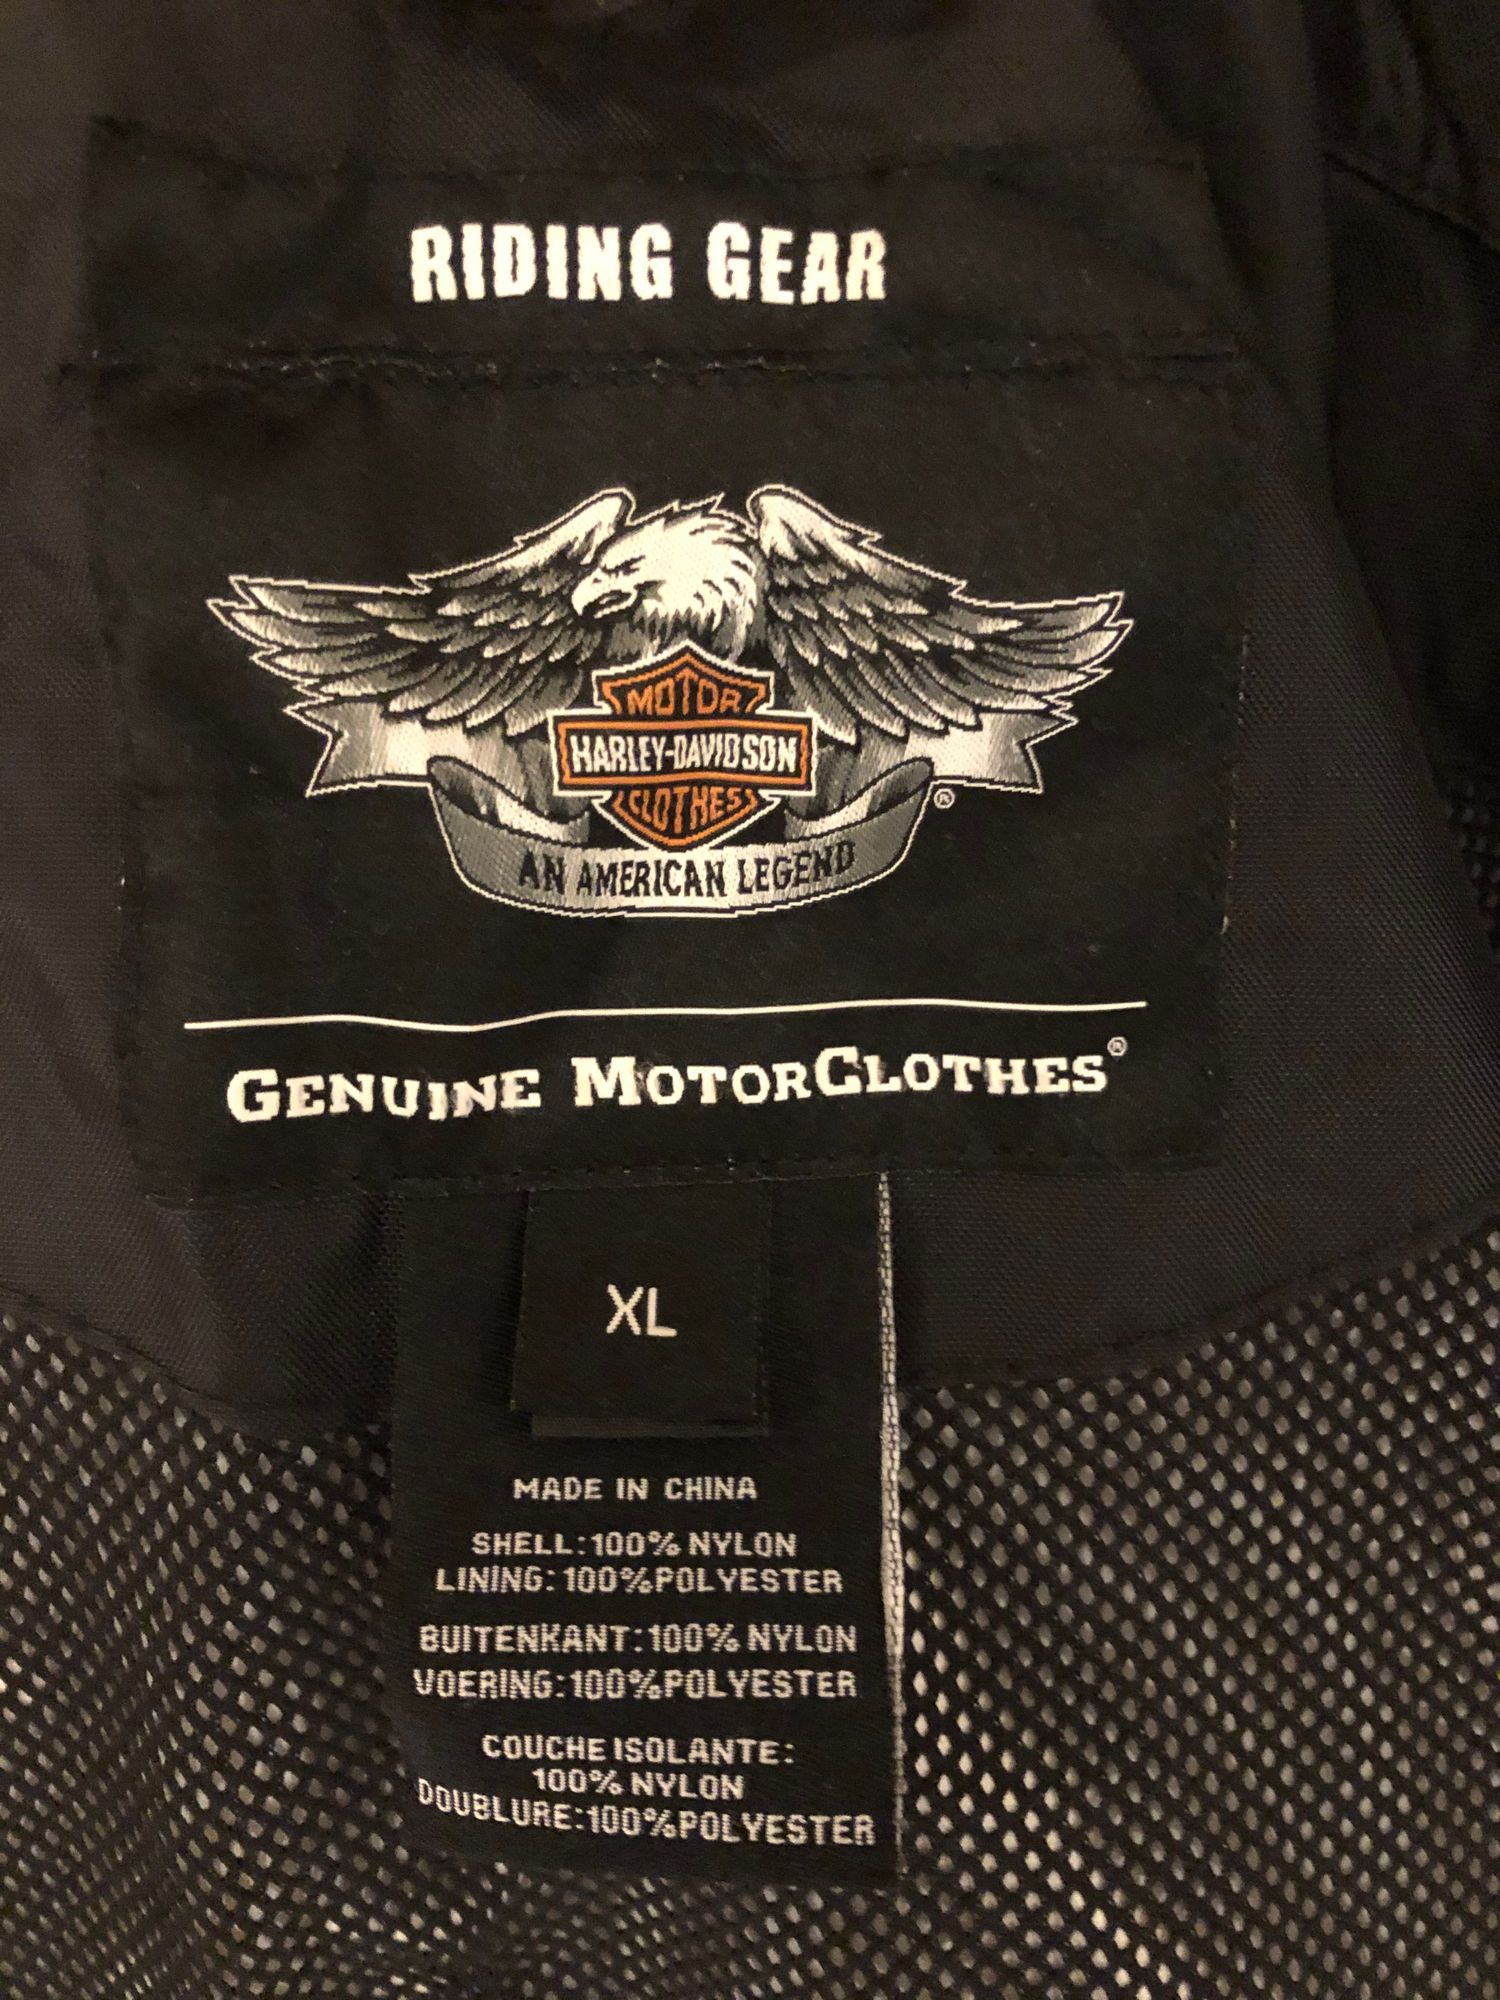 RIDING GEAR
MOTOR
HARLEY-DAVIDSON
CLOTHES
®
AN AMERICAN LEGEND
GENUINE MOTORCLOTHES®
XL
MADE IN CHINA
SHELL:100% NYLON
LINING:100%POLYESTER
BUITENKANT:100% NYLON
VOERING:100%POLYESTER
COUCHE ISOLANTE:
100% NYLON
DOUBLURE:100%POLYESTER